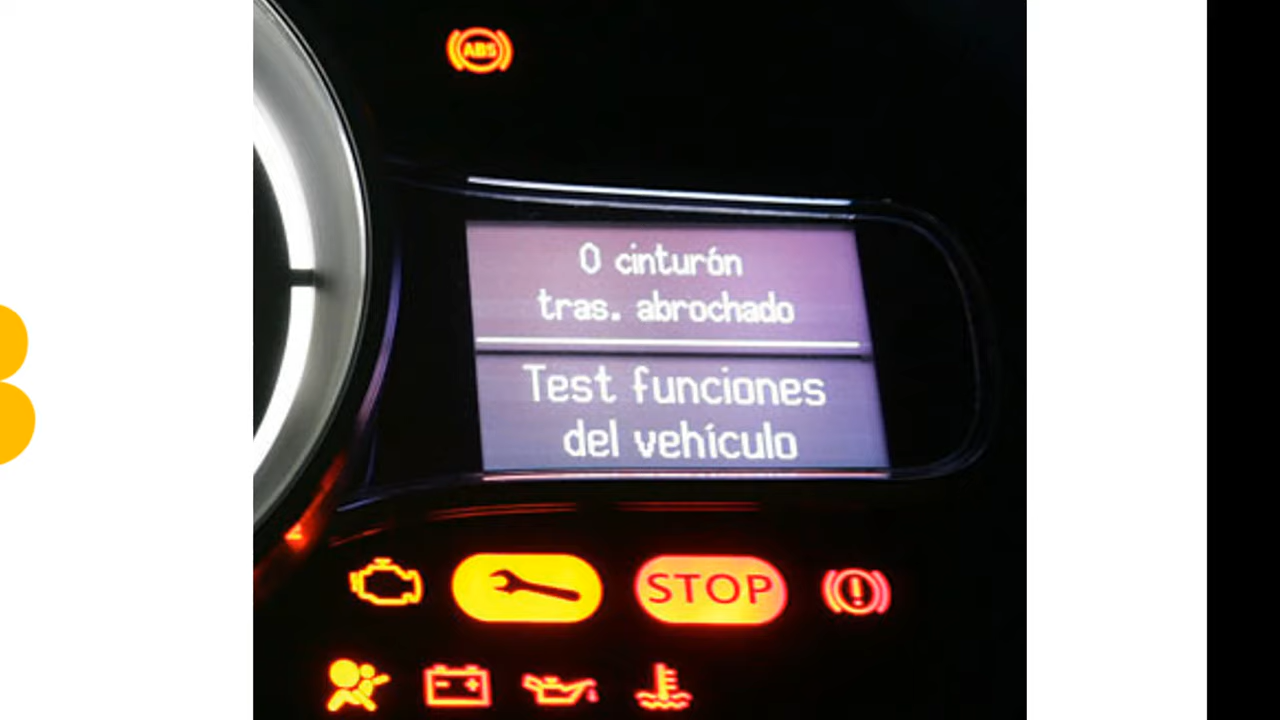 ABS
0 cinturón
tras. abrochado
Test funciones
del vehículo
STOP